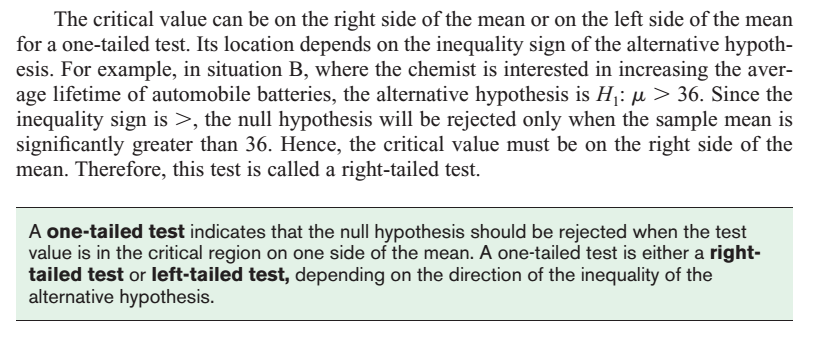 The critical value can be on the right side of the mean or on the left side of the mean
for a one-tailed test. Its location depends on the inequality sign of the alternative hypoth-
esis. For example, in situation B, where the chemist is interested in increasing the aver-
age lifetime of automobile batteries, the alternative hypothesis is H₁: μ > 36. Since the
inequality sign is >, the null hypothesis will be rejected only when the sample mean is
significantly greater than 36. Hence, the critical value must be on the right side of the
mean. Therefore, this test is called a right-tailed test.
A one-tailed test indicates that the null hypothesis should be rejected when the test
value is in the critical region on one side of the mean. A one-tailed test is either a right-
tailed test or left-tailed test, depending on the direction of the inequality of the
alternative hypothesis.